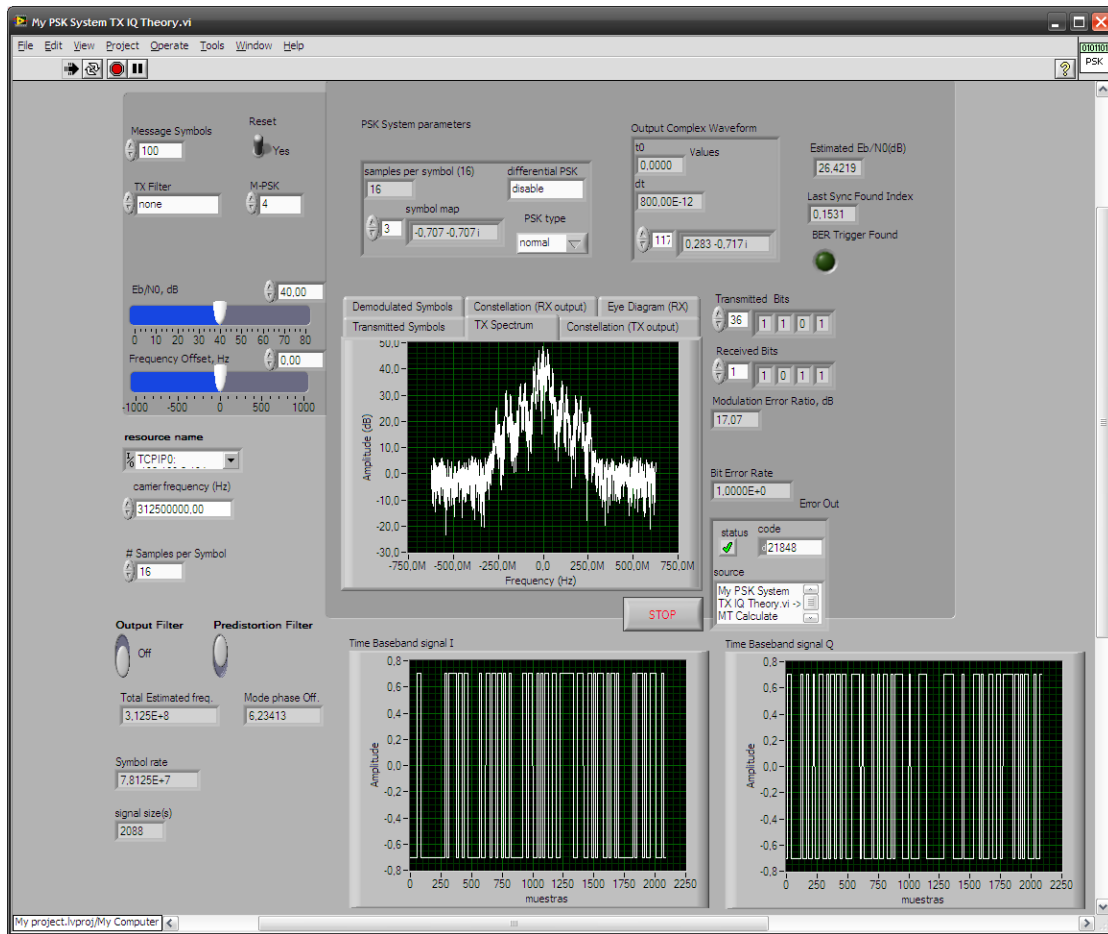 My PSK System TX IQ Theory.vi
File Edit View Project Operate Tools Window Help
0101101
PSK
Message Symbols
100
Reset
Yes
TX Filter
none
M-PSK
4
PSK System parameters
samples per symbol (16)
16
differential PSK
disable
symbol map
3
-0,707 -0,707 i
PSK type
normal
Output Complex Waveform
t0
0,0000
Values
dt
800,00E-12
117
0,283 -0,717 i
Estimated Eb/N0(dB)
26,4219
Last Sync Found Index
0,1531
BER Trigger Found
Eb/N0, dB
40,00
0 10 20 30 40 50 60 70 80
Frequency Offset, Hz
0,00
-1000 -500 0 500 1000
resource name
TCPIP0:
carrier frequency (Hz)
312500000,00
# Samples per Symbol
16
Demodulated Symbols Constellation (RX output) Eye Diagram (RX)
Transmitted Symbols TX Spectrum Constellation (TX output)
50,0
40,0
30,0
20,0
10,0
0,0
-10,0
-20,0
-30,0
Amplitude (dB)
-750,0M -500,0M -250,0M 0,0 250,0M 500,0M 750,0M
Frequency (Hz)
Transmitted Bits
36 1 1 0 1
Received Bits
1 1 0 1 1
Modulation Error Ratio, dB
17,07
Bit Error Rate
1,0000E+0
Error Out
status code
d21848
source
My PSK System
TX IQ Theory.vi ->
MT Calculate
STOP
Output Filter
Off
Predistortion Filter
Total Estimated freq.
3,125E+8
Mode phase Off.
6,23413
Symbol rate
7,8125E+7
signal size(s)
2088
Time Baseband signal I
0,8
0,6
0,4
0,2
0,0
-0,2
-0,4
-0,6
-0,8
Amplitude
0 250 500 750 1000 1250 1500 1750 2000 2250
muestras
Time Baseband signal Q
0,8
0,6
0,4
0,2
0,0
-0,2
-0,4
-0,6
-0,8
Amplitude
0 250 500 750 1000 1250 1500 1750 2000 2250
muestras
My project.lvproj/My Computer